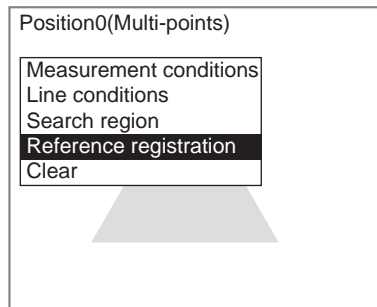 Position0(Multi-points)
Measurement conditions
Line conditions
Search region
Reference registration
Clear